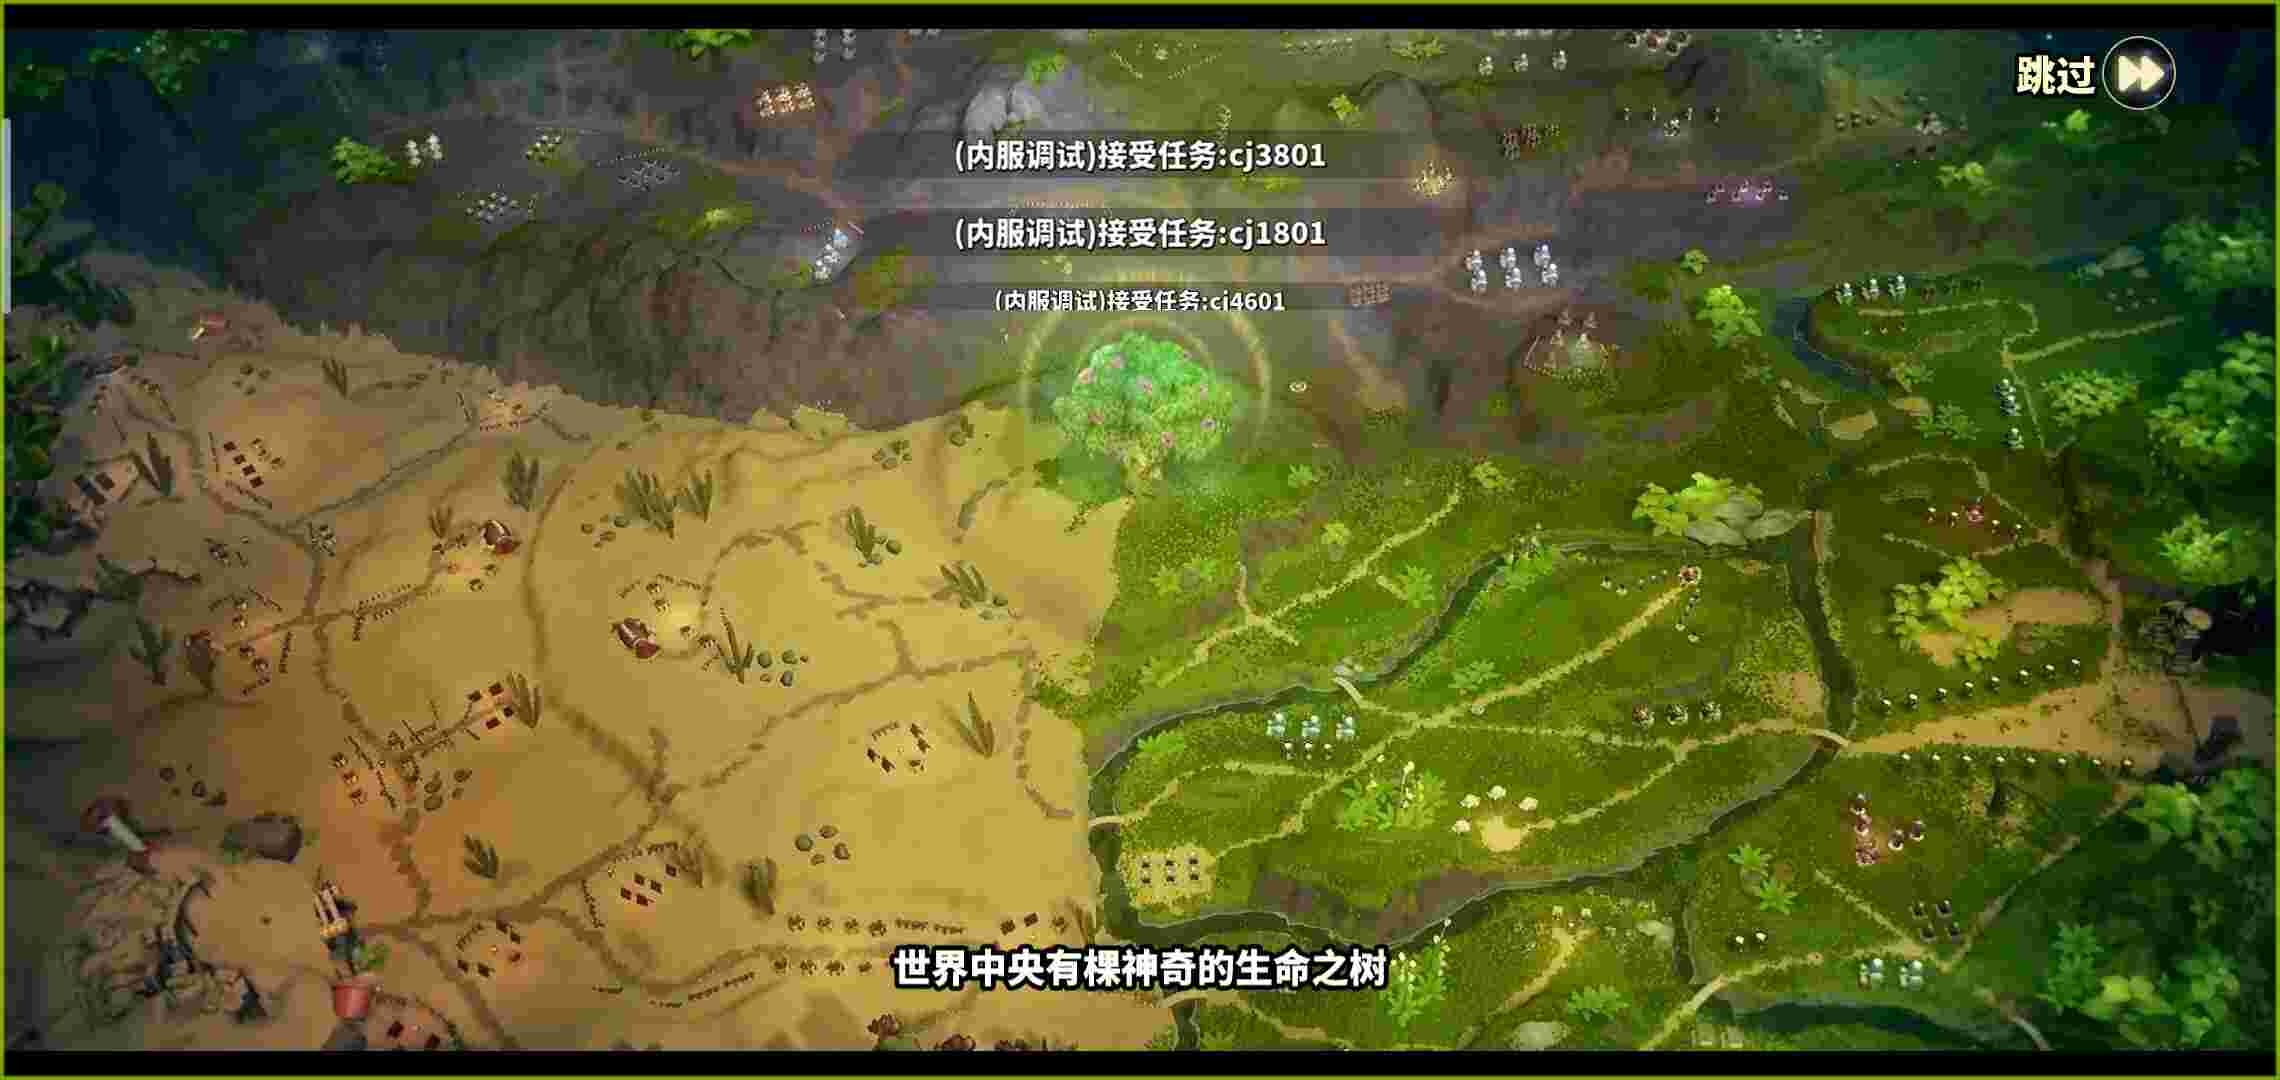 跳过
(内服调试)接受任务:cj3801
(内服调试)接受任务:cj1801
(内服调试)接受任务:cj4601
世界中央有棵神奇的生命之树